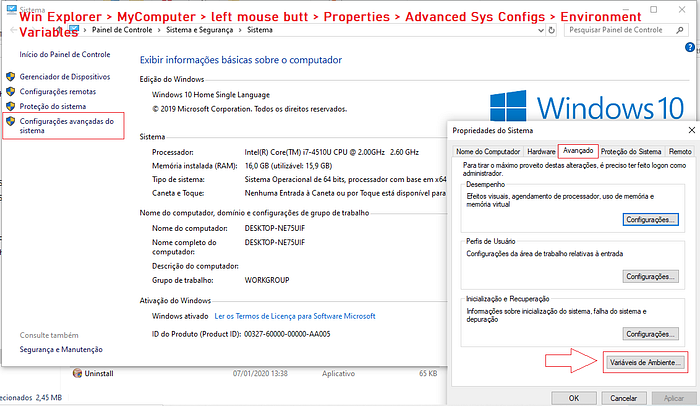 Win Explorer > MyComputer > left mouse butt > Properties > Advanced Sys Configs > Environment
Variables
Sistema
Painel de Controle > Sistema e Segurança > Sistema
Pesquisar Painel de Controle
Início do Painel de Controle
Gerenciador de Dispositivos
Configurações remotas
Proteção do sistema
Configurações avançadas do
sistema
Consulte também
Segurança e Manutenção
Exibir informações básicas sobre o computador
Edição do Windows
Windows 10 Home Single Language
© 2019 Microsoft Corporation. Todos os direitos reservados.
Windows 10
Sistema
Processador: Intel(R) Core(TM) i7-4510U CPU @ 2.00GHz 2.60 GHz
Memória instalada (RAM): 16,0 GB (utilizável: 15,9 GB)
Tipo de sistema: Sistema Operacional de 64 bits, processador com base em x64
Caneta e Toque: Nenhuma Entrada à Caneta ou por Toque está disponível para
Nome do computador, domínio e configurações de grupo de trabalho
Nome do computador: DESKTOP-NE75UIF
Nome completo do
computador: DESKTOP-NE75UIF
Descrição do computador:
Grupo de trabalho: WORKGROUP
Ativação do Windows
Windows ativado Ler os Termos de Licença para Software Microsoft
ID do Produto (Product ID): 00327-60000-00000-AA005
Propriedades do Sistema
Nome do Computador Hardware Avançado Proteção do Sistema Remoto
Para tirar o máximo proveito destas alterações, é preciso ter feito logon como
administrador.
Desempenho
Efeitos visuais, agendamento de processador, uso de memória e
memória virtual
Configurações...
Perfis de Usuário
Configurações da área de trabalho relativas à entrada
Configurações...
Inicialização e Recuperação
Informações sobre inicialização do sistema, falha do sistema e
depuração
Configurações...
Variáveis de Ambiente...
OK Cancelar Aplicar
Uninstall 07/01/2020 13:38 Aplicativo 65 KB
ecionados 2,45 MB